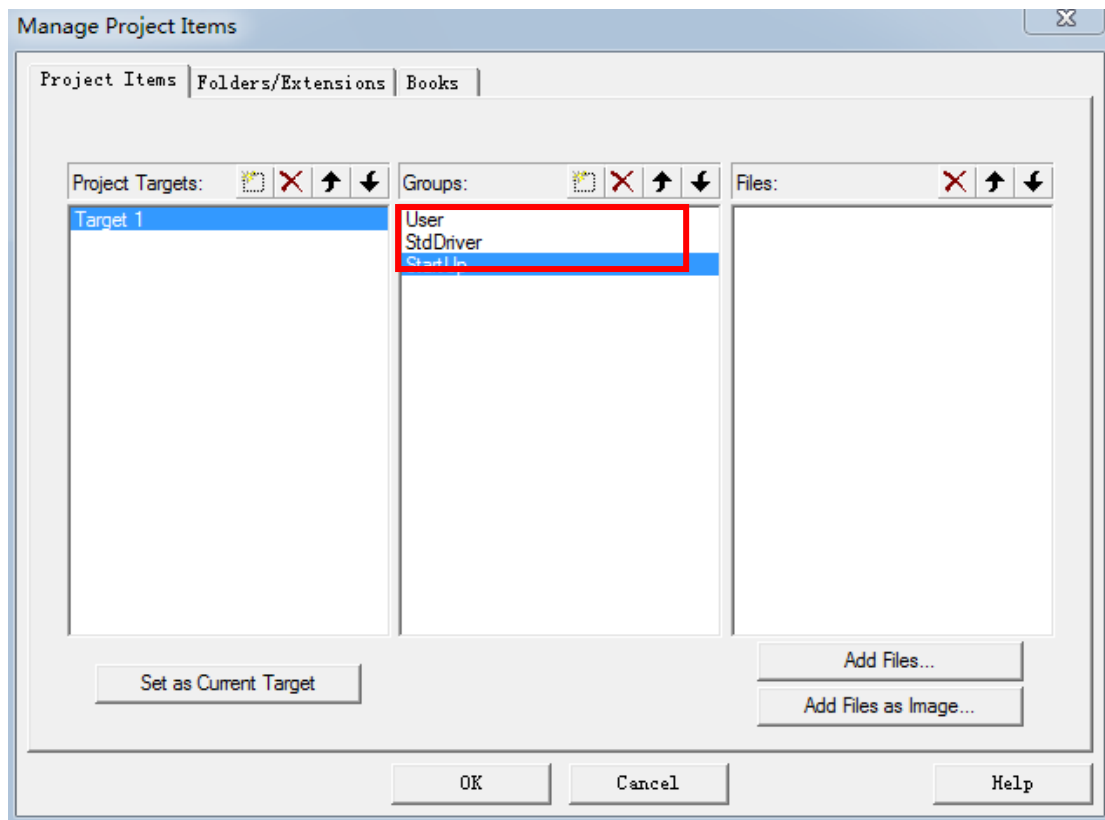 Manage Project Items
Project Items Folders/Extensions Books
Project Targets: Groups: Files:
Target 1
User
StdDriver
StartUp
Add Files...
Set as Current Target
Add Files as Image...
OK Cancel Help